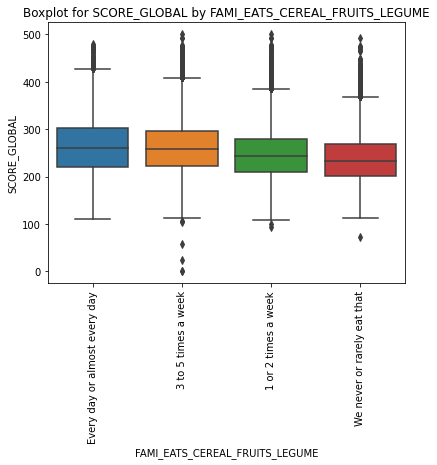 Boxplot for SCORE_GLOBAL by FAMI_EATS_CEREAL_FRUITS_LEGUME
500
400
300
200
100
0
SCORE_GLOBAL
Every day or almost every day
3 to 5 times a week
1 or 2 times a week
We never or rarely eat that
FAMI_EATS_CEREAL_FRUITS_LEGUME